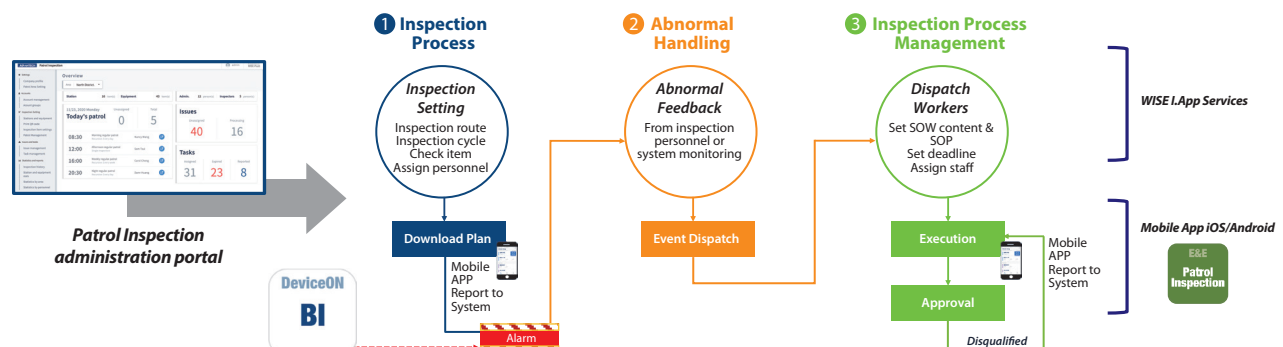 1 Inspection
Process
2 Abnormal
Handling
3 Inspection Process
Management
Patrol Inspection
Overview
Today's patrol
0
5
08:30
12:00
16:00
20:30
Issues
40
16
Tasks
31
23
8
Patrol Inspection
administration portal
Inspection
Setting
Inspection route
Inspection cycle
Check item
Assign personnel
Download Plan
Mobile
APP
Report to
System
DeviceON
BI
Alarm
Abnormal
Feedback
From inspection
personnel or
system monitoring
Event Dispatch
Dispatch
Workers
Set SOW content &
SOP
Set deadline
Assign staff
Execution
Mobile
APP
Report to
System
Approval
Disqualified
WISE I.App Services
Mobile App iOS/Android
E&E
Patrol
Inspection